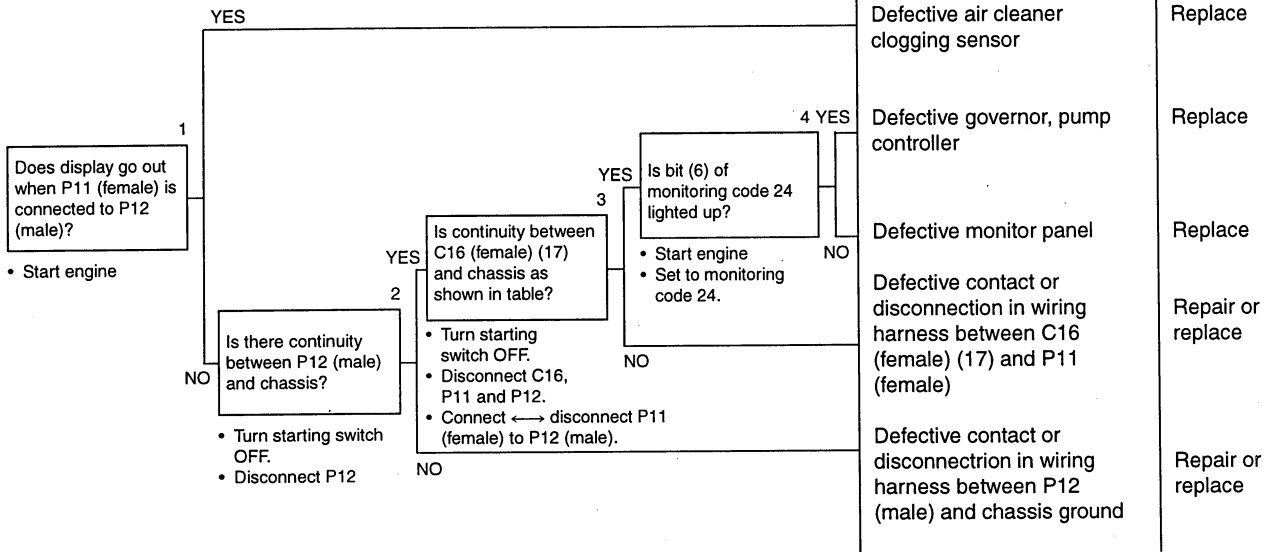 YES
Defective air cleaner
clogging sensor
Replace
1
Does display go out
when P11 (female) is
connected to P12
(male)?
• Start engine
NO
2
Is there continuity
between P12 (male)
and chassis?
• Turn starting switch
OFF.
• Disconnect P12
YES
3
Is continuity between
C16 (female) (17)
and chassis as
shown in table?
• Turn starting
switch OFF.
• Disconnect C16,
P11 and P12.
• Connect ⟷ disconnect P11
(female) to P12 (male).
NO
YES
4 YES
Is bit (6) of
monitoring code 24
lighted up?
• Start engine
• Set to monitoring
code 24.
NO
NO
Defective governor, pump
controller
Replace
Defective monitor panel
Replace
Defective contact or
disconnection in wiring
harness between C16
(female) (17) and P11
(female)
Repair or
replace
Defective contact or
disconnectrion in wiring
harness between P12
(male) and chassis ground
Repair or
replace